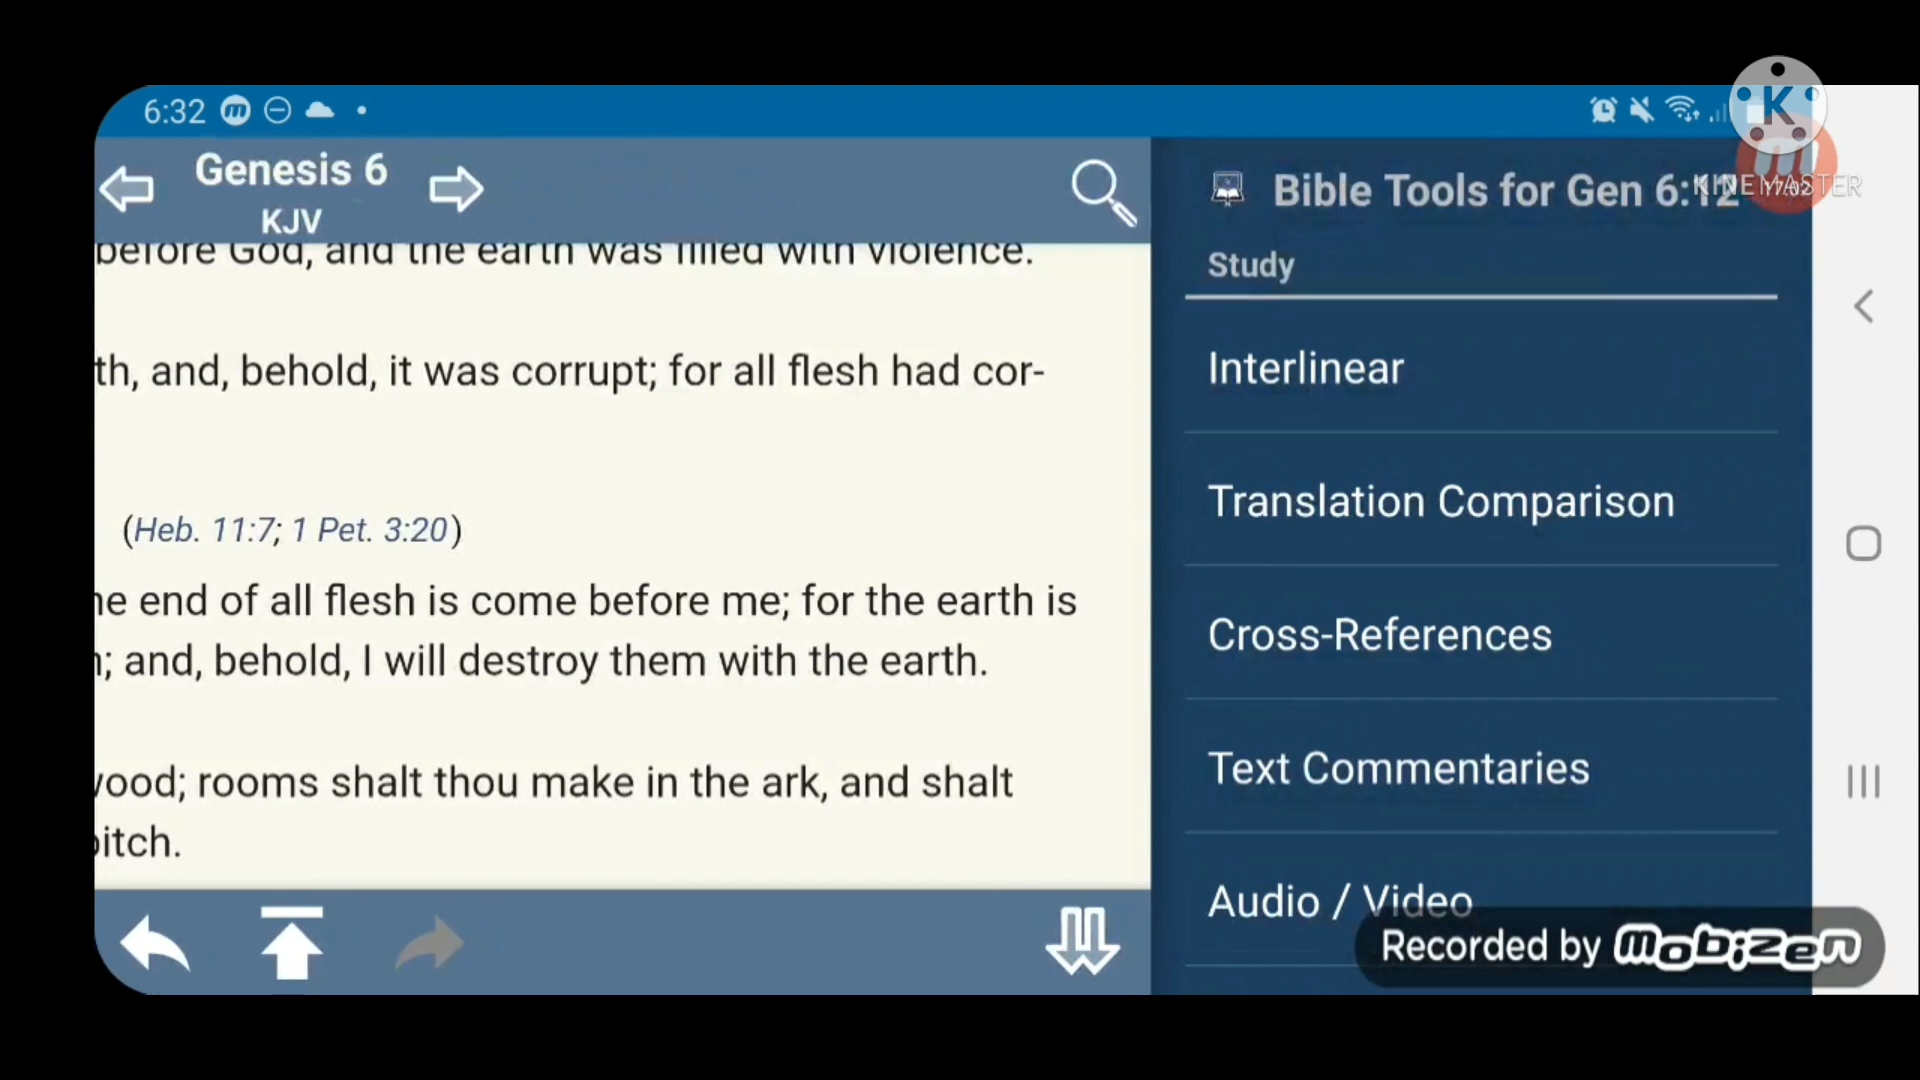 6:32
Genesis 6
KJV
Bible Tools for Gen 6:12
KINEMASTER
before God, and the earth was filled with violence.
th, and, behold, it was corrupt; for all flesh had cor-
(Heb. 11:7; 1 Pet. 3:20)
he end of all flesh is come before me; for the earth is
; and, behold, I will destroy them with the earth.
wood; rooms shalt thou make in the ark, and shalt
pitch.
Study
Interlinear
Translation Comparison
Cross-References
Text Commentaries
Audio / Video
Recorded by mobizen